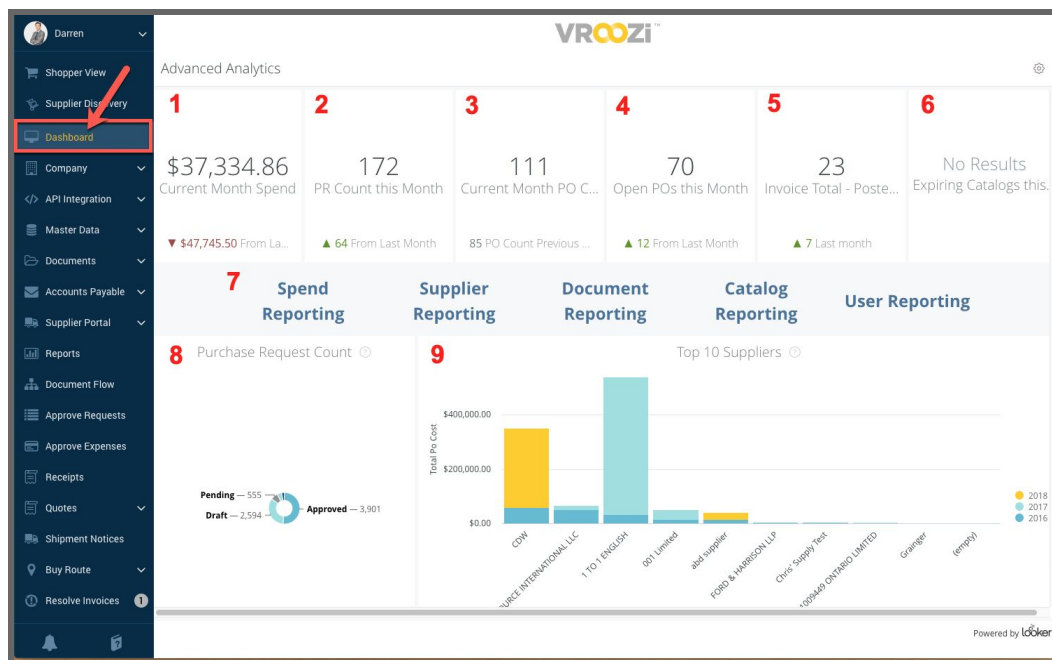 Darren
VROOZi™
Shopper View
Supplier Discovery
Dashboard
Company
API Integration
Master Data
Documents
Accounts Payable
Supplier Portal
Reports
Document Flow
Approve Requests
Approve Expenses
Receipts
Quotes
Shipment Notices
Buy Route
Resolve Invoices 1
Advanced Analytics
1
$37,334.86
Current Month Spend
▼ $47,745.50 From La...
2
172
PR Count this Month
▲ 64 From Last Month
3
111
Current Month PO C...
85 PO Count Previous ...
4
70
Open POs this Month
▲ 12 From Last Month
5
23
Invoice Total - Poste...
▲ 7 Last month
6
No Results
Expiring Catalogs this.
7
Spend
Reporting
Supplier
Reporting
Document
Reporting
Catalog
Reporting
User Reporting
8
Purchase Request Count
Pending — 555
Draft — 2,594
Approved — 3,901
9
Top 10 Suppliers
Total Po Cost
$400,000.00
$200,000.00
$0.00
CDW
OURCE INTERNATIONAL LLC
1 TO 1 ENGLISH
001 Limited
abd supplier
FORD & HARRISON LLP
Chris' Supply Test
1009449 ONTARIO LIMITED
Grainger
(empty)
2018
2017
2016
Powered by looker